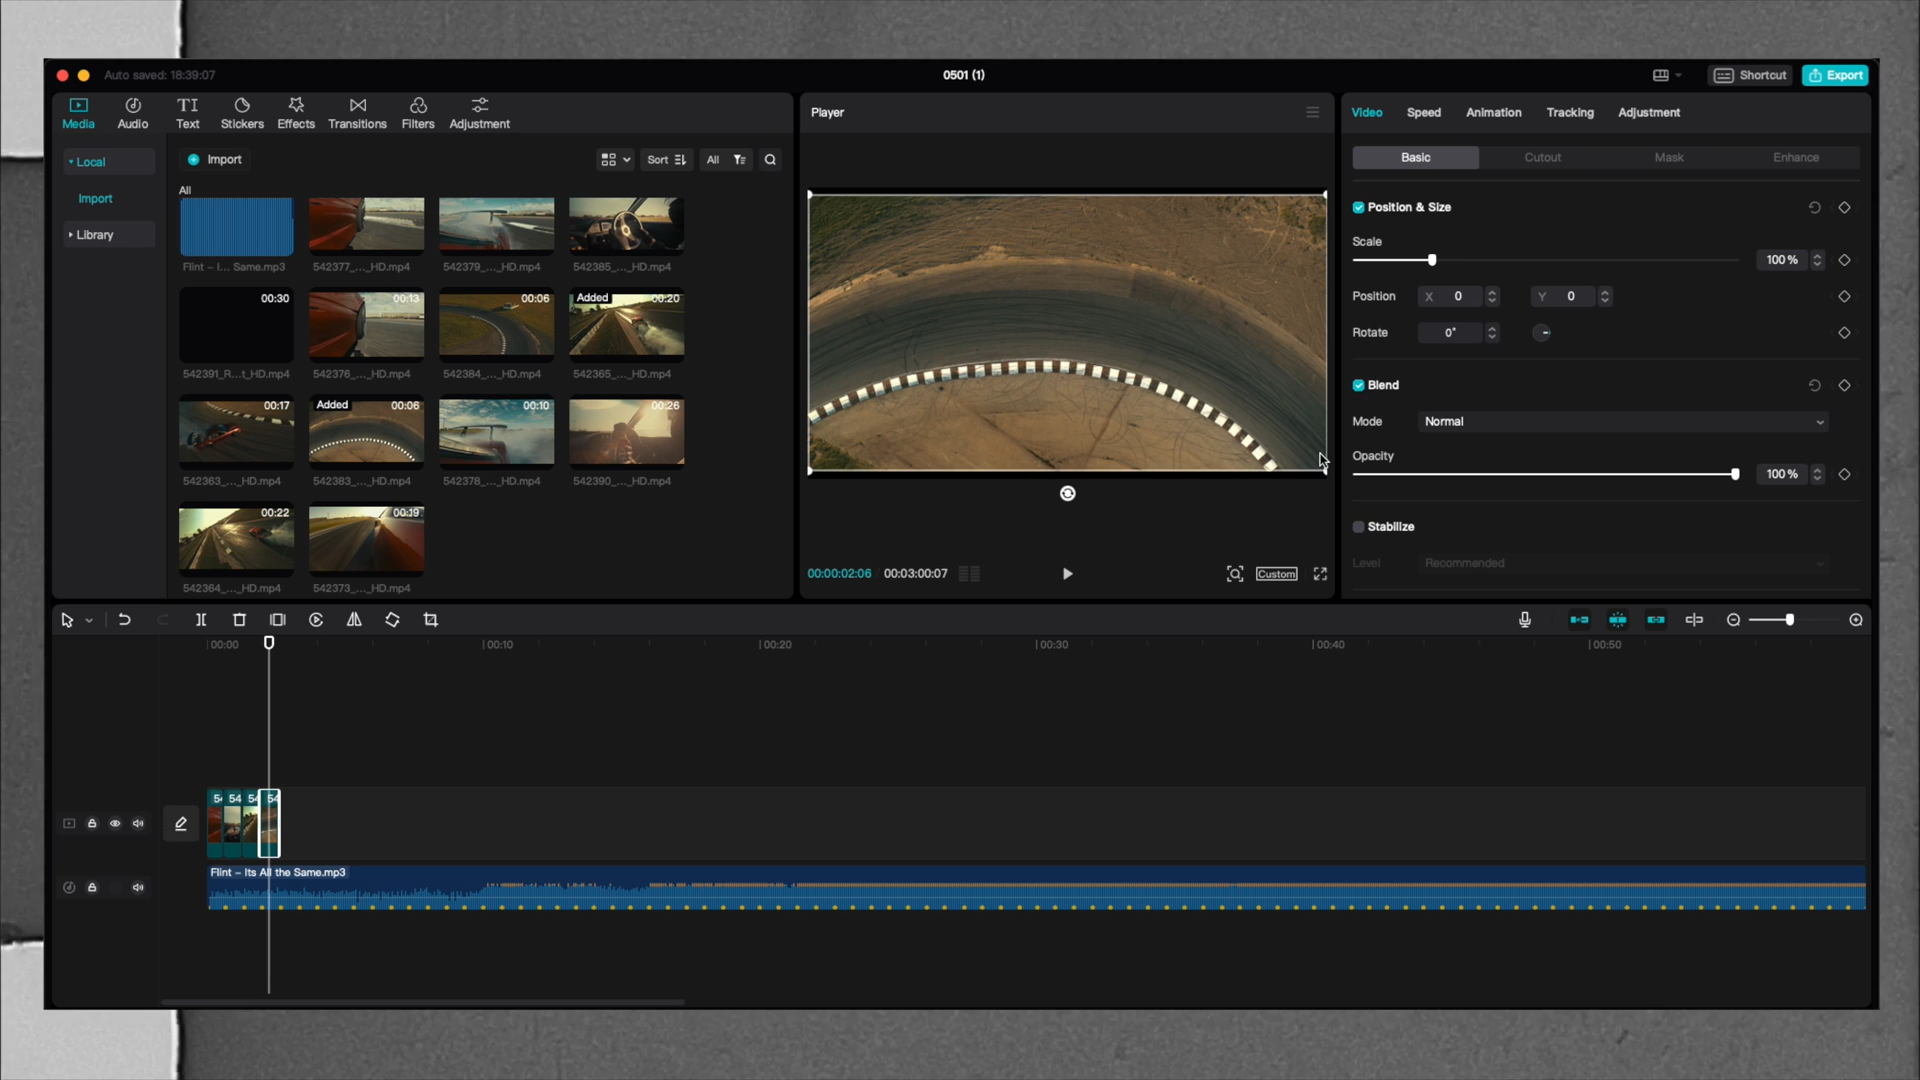 Auto saved: 18:39:07
0501 (1)
Shortcut
Export
Media
Audio
TI
Text
Stickers
Effects
Transitions
Filters
Adjustment
Local
Import
Library
Import
Sort
All
All
Flint – I... Same.mp3
542377_..._HD.mp4
542379_..._HD.mp4
542385_..._HD.mp4
00:30
00:13
00:06
Added
00:20
542391_R...t_HD.mp4
542376_..._HD.mp4
542384_..._HD.mp4
542365_..._HD.mp4
00:17
Added
00:06
00:10
00:26
542363_..._HD.mp4
542383_..._HD.mp4
542378_..._HD.mp4
542390_..._HD.mp4
00:22
00:19
542364_..._HD.mp4
542373_..._HD.mp4
Player
00:00:02:06
00:03:00:07
Custom
Video
Speed
Animation
Tracking
Adjustment
Basic
Cutout
Mask
Enhance
Position & Size
Scale
100%
Position
X 0
Y 0
Rotate
0°
Blend
Mode
Normal
Opacity
100%
Stabilize
Level
Recommended
00:00
00:10
00:20
00:30
00:40
00:50
54
54
54
54
Flint – Its All the Same.mp3